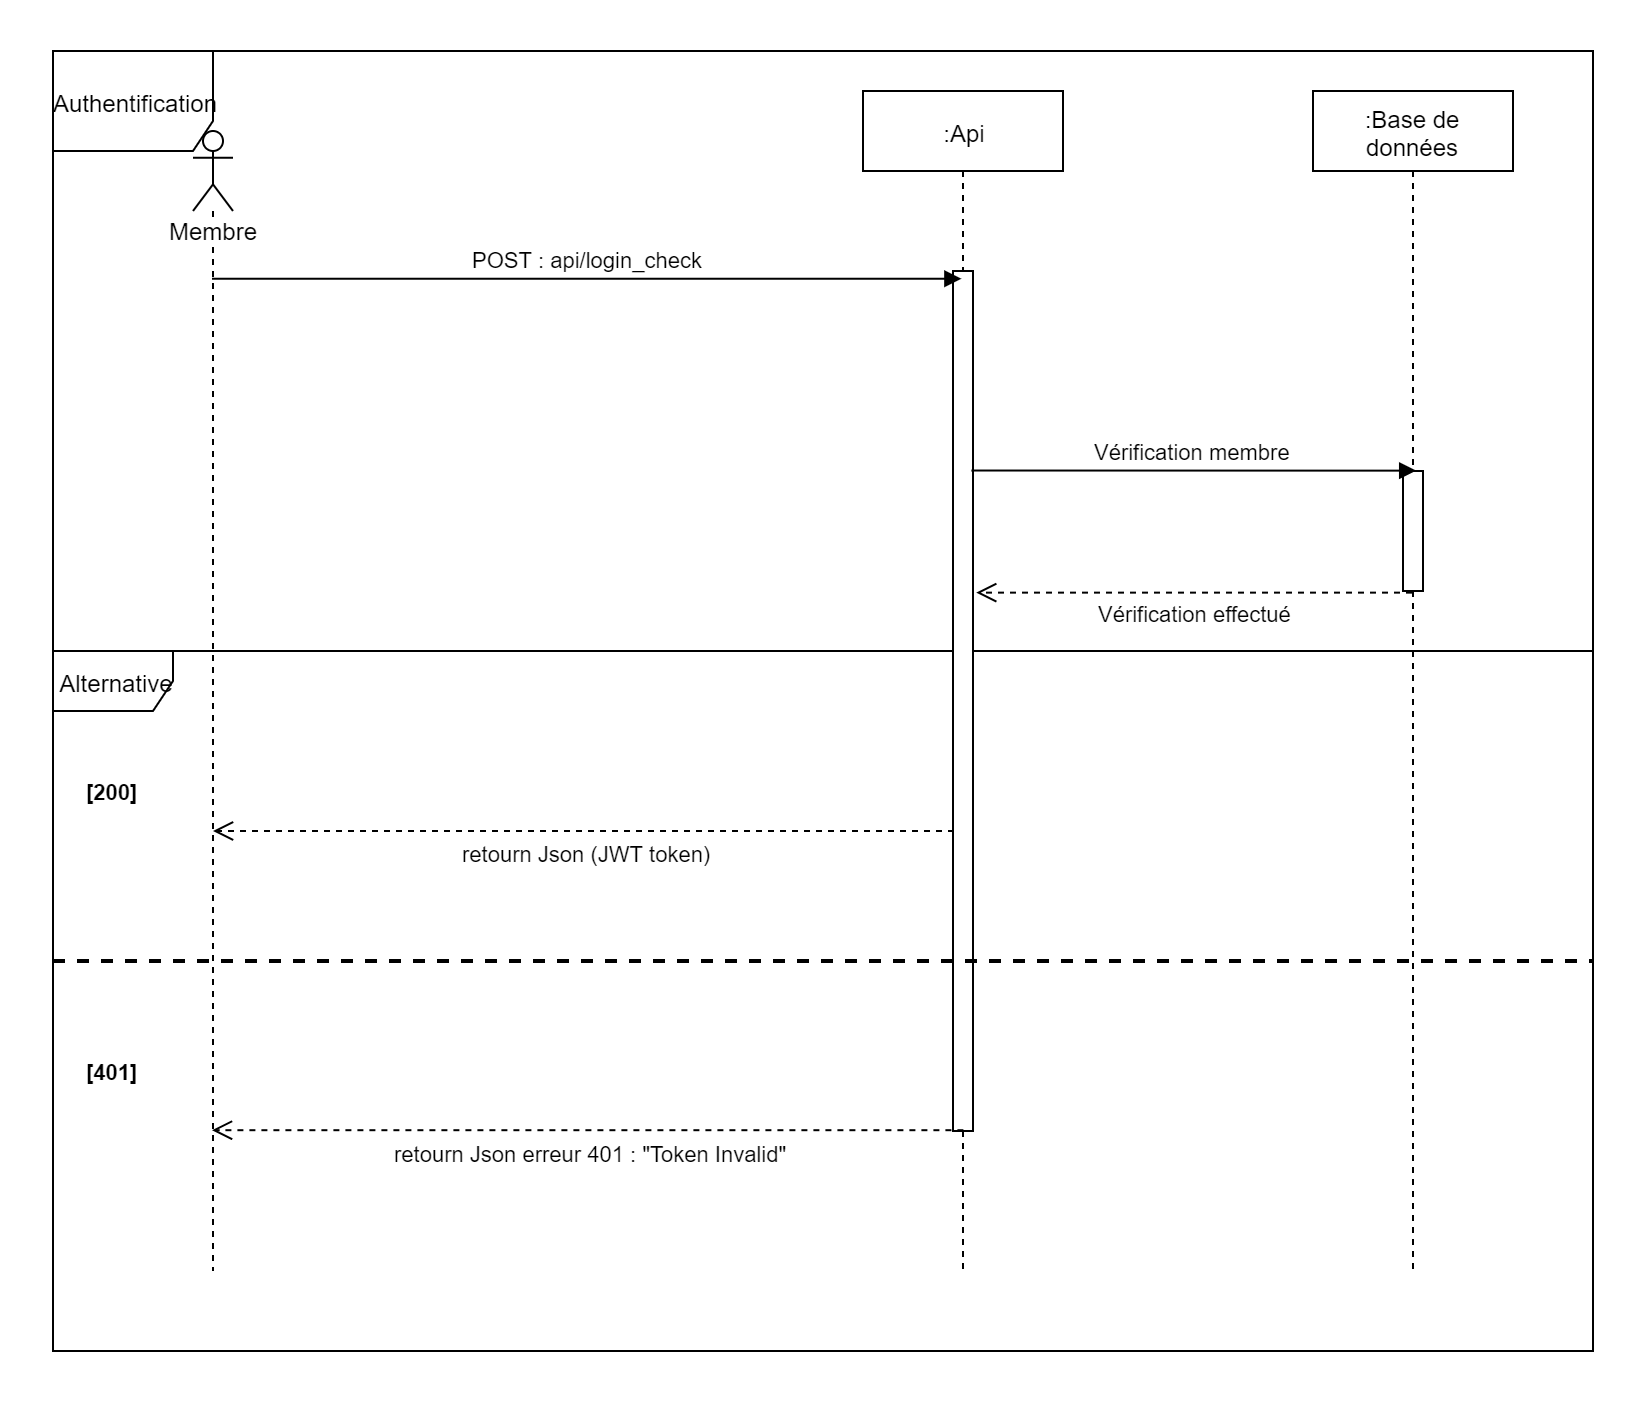 Authentification
:Api
:Base de
données
Membre
POST : api/login_check
Vérification membre
Vérification effectué
Alternative
[200]
retourn Json (JWT token)
[401]
retourn Json erreur 401 : "Token Invalid"